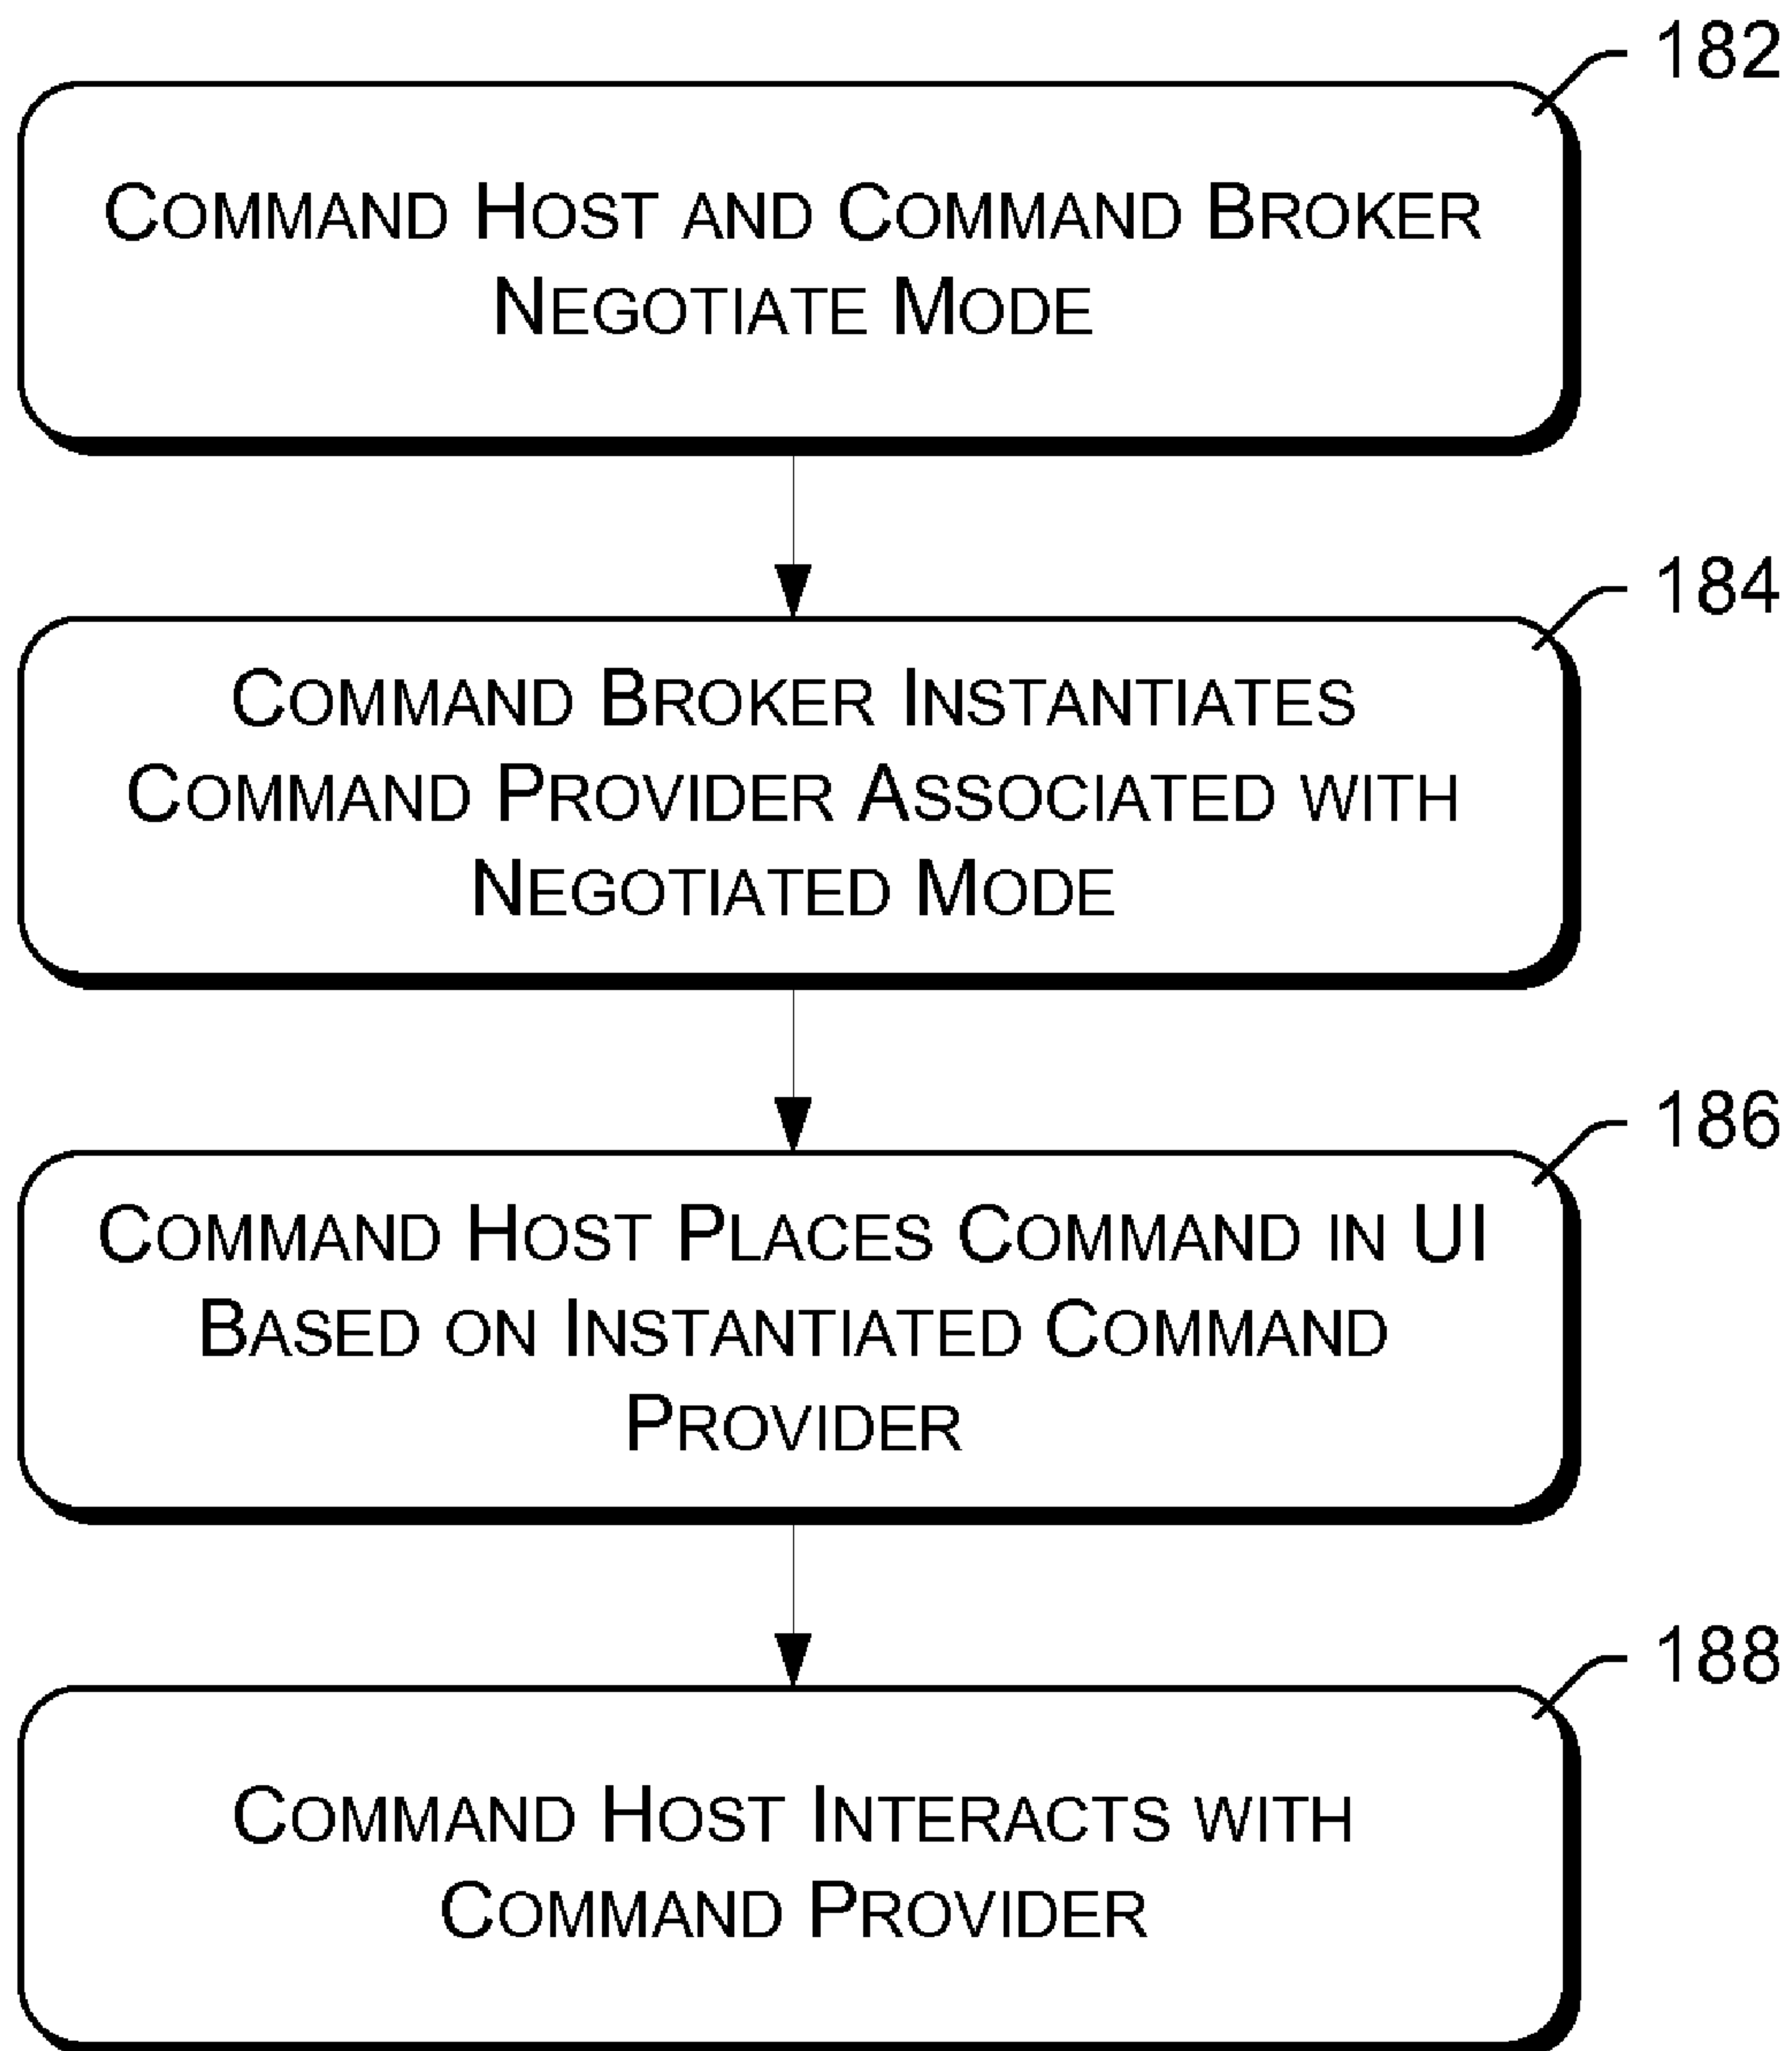 182
COMMAND HOST AND COMMAND BROKER
NEGOTIATE MODE
184
COMMAND BROKER INSTANTIATES
COMMAND PROVIDER ASSOCIATED WITH
NEGOTIATED MODE
186
COMMAND HOST PLACES COMMAND IN UI
BASED ON INSTANTIATED COMMAND
PROVIDER
188
COMMAND HOST INTERACTS WITH
COMMAND PROVIDER